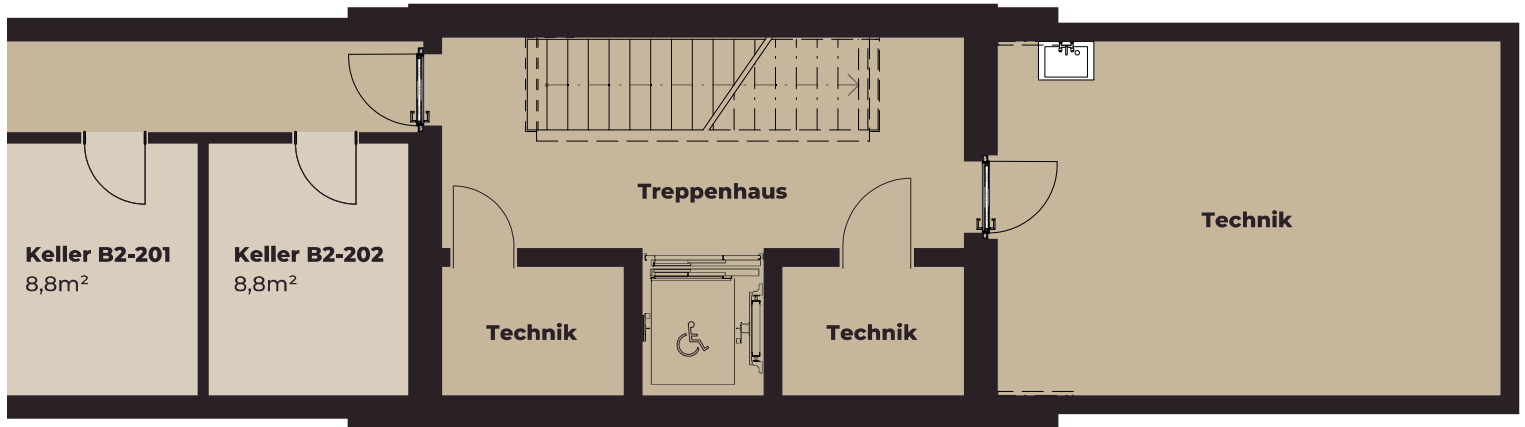 Treppenhaus
Technik
Keller B2-201
8,8m²
Keller B2-202
8,8m²
Technik
Technik